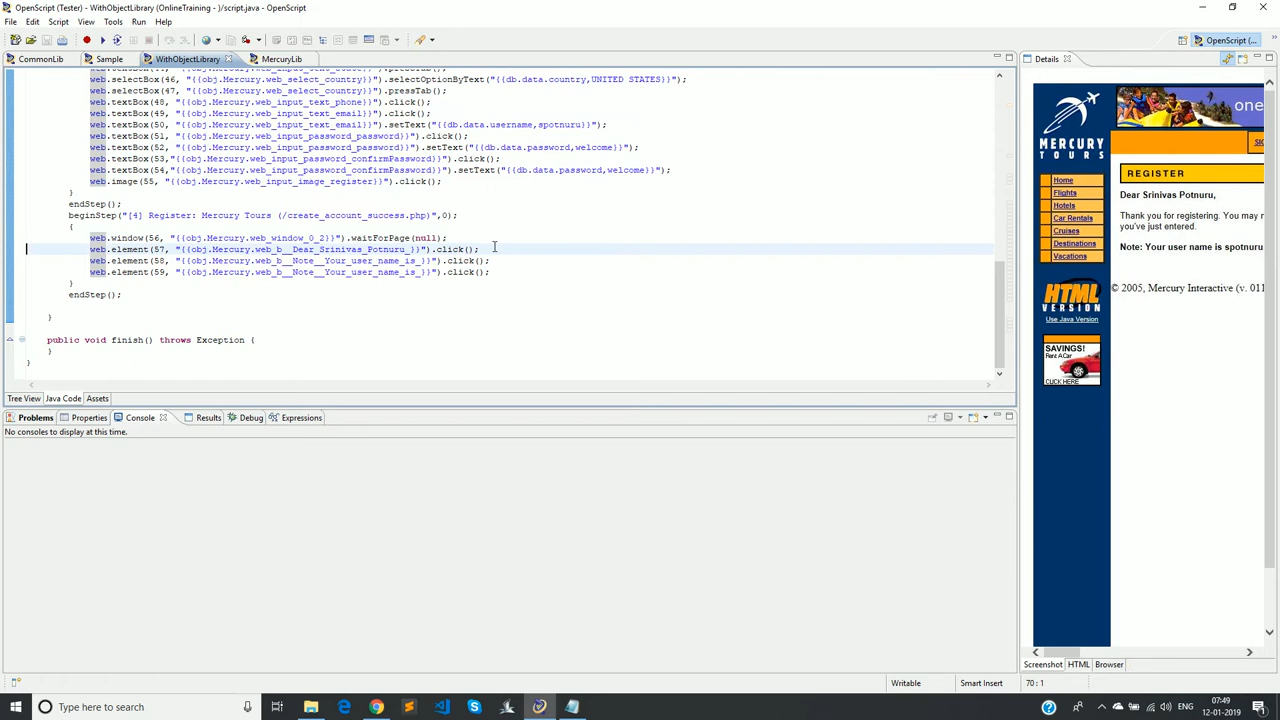 OpenScript (Tester) - WithObjectLibrary (OnlineTraining - )/script.java - OpenScript
File Edit Script View Tools Run Help
OpenScript (...
CommonLib Sample WithObjectLibrary MercuryLib
web.selectBox(46, "{{obj.Mercury.web_select_country}}").selectOptionByText("{{db.data.country,UNITED STATES}}");
web.selectBox(47, "{{obj.Mercury.web_select_country}}").pressTab();
web.textBox(48, "{{obj.Mercury.web_input_text_phone}}").click();
web.textBox(49, "{{obj.Mercury.web_input_text_email}}").click();
web.textBox(50, "{{obj.Mercury.web_input_text_email}}").setText("{{db.data.username,spotnuru}}");
web.textBox(51, "{{obj.Mercury.web_input_password_password}}").click();
web.textBox(52, "{{obj.Mercury.web_input_password_password}}").setText("{{db.data.password,welcome}}");
web.textBox(53,"{{obj.Mercury.web_input_password_confirmPassword}}").click();
web.textBox(54,"{{obj.Mercury.web_input_password_confirmPassword}}").setText("{{db.data.password,welcome}}");
web.image(55, "{{obj.Mercury.web_input_image_register}}").click();
}
endStep();
beginStep("[4] Register: Mercury Tours (/create_account_success.php)",0);
{
web.window(56, "{{obj.Mercury.web_window_0_2}}").waitForPage(null);
web.element(57, "{{obj.Mercury.web_b__Dear_Srinivas_Potnuru_}}").click();
web.element(58, "{{obj.Mercury.web_b__Note__Your_user_name_is_}}").click();
web.element(59, "{{obj.Mercury.web_b__Note__Your_user_name_is_}}").click();
}
endStep();
}
public void finish() throws Exception {
}
}
Tree View Java Code Assets
Problems Properties Console Results Debug Expressions
No consoles to display at this time.
Details
MERCURY
TOURS
one
REGISTER
Home
Flights
Hotels
Car Rentals
Cruises
Destinations
Vacations
Dear Srinivas Potnuru,
Thank you for registering. You may n
you've just entered.
Note: Your user name is spotnuru
© 2005, Mercury Interactive (v. 011
HTML
VERSION
Use Java Version
SAVINGS!
Rent A Car
CLICK HERE
Screenshot HTML Browser
Writable Smart Insert 70 : 1
Type here to search
07:49
12-01-2019